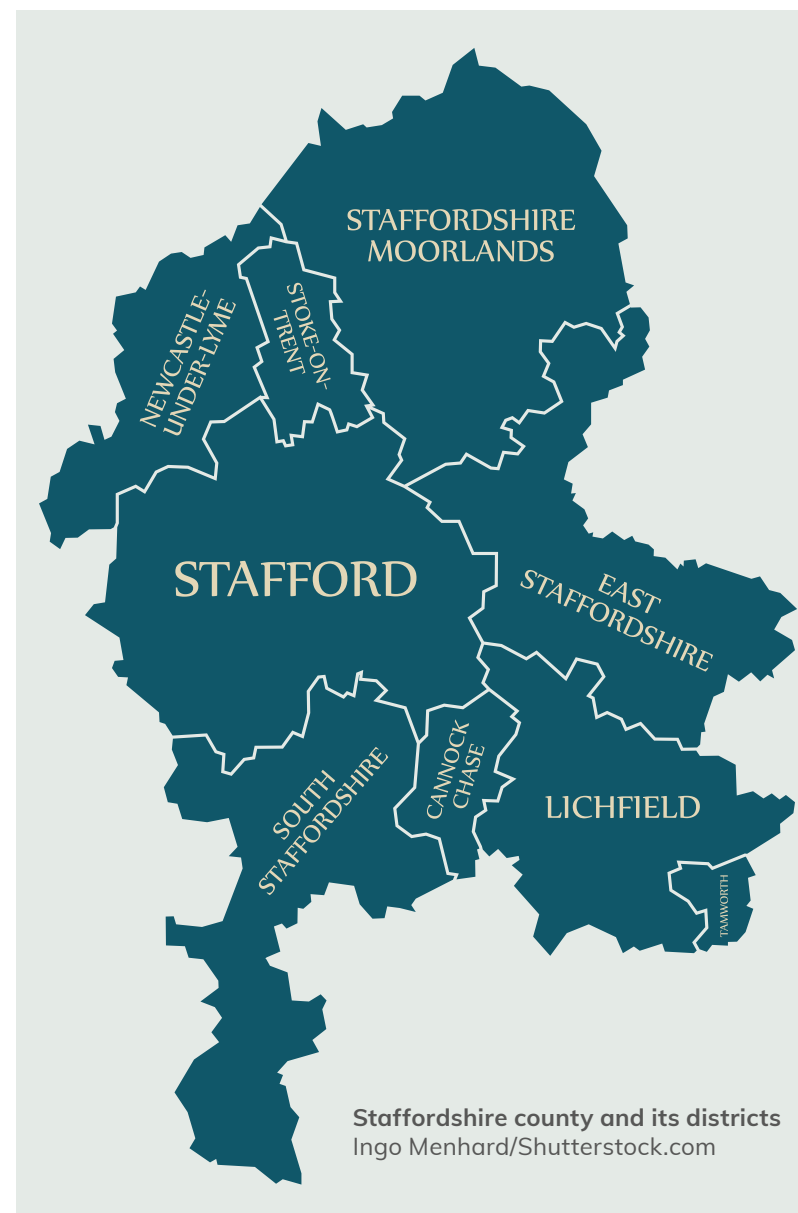 STAFFORDSHIRE
MOORLANDS
STOKE-ON-
TRENT
NEWCASTLE-
UNDER-LYME
STAFFORD
EAST
STAFFORDSHIRE
CANNOCK
CHASE
SOUTH
STAFFORDSHIRE
LICHFIELD
TAMWORTH
Staffordshire county and its districts
Ingo Menhard/Shutterstock.com